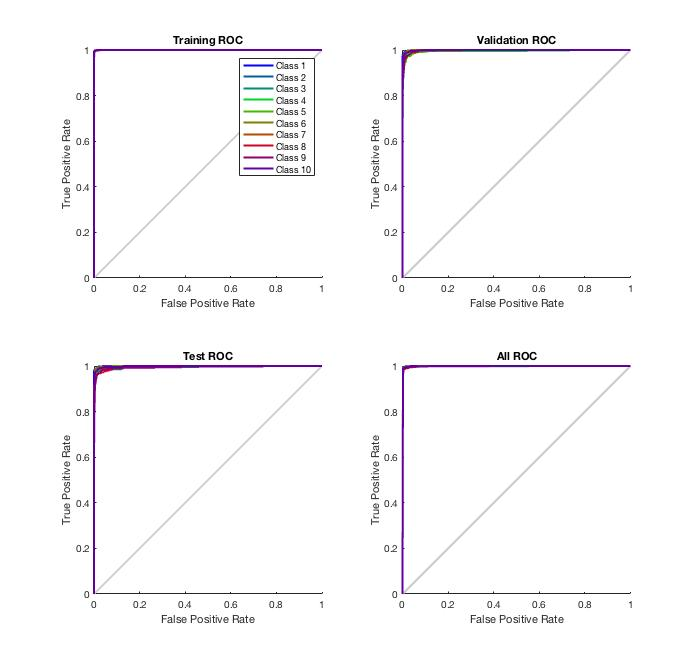 Training ROC
1
0.8
0.6
0.4
0.2
0
True Positive Rate
Class 1
Class 2
Class 3
Class 4
Class 5
Class 6
Class 7
Class 8
Class 9
Class 10
0 0.2 0.4 0.6 0.8 1
False Positive Rate
Validation ROC
1
0.8
0.6
0.4
0.2
0
True Positive Rate
0 0.2 0.4 0.6 0.8 1
False Positive Rate
Test ROC
1
0.8
0.6
0.4
0.2
0
True Positive Rate
0 0.2 0.4 0.6 0.8 1
False Positive Rate
All ROC
1
0.8
0.6
0.4
0.2
0
True Positive Rate
0 0.2 0.4 0.6 0.8 1
False Positive Rate